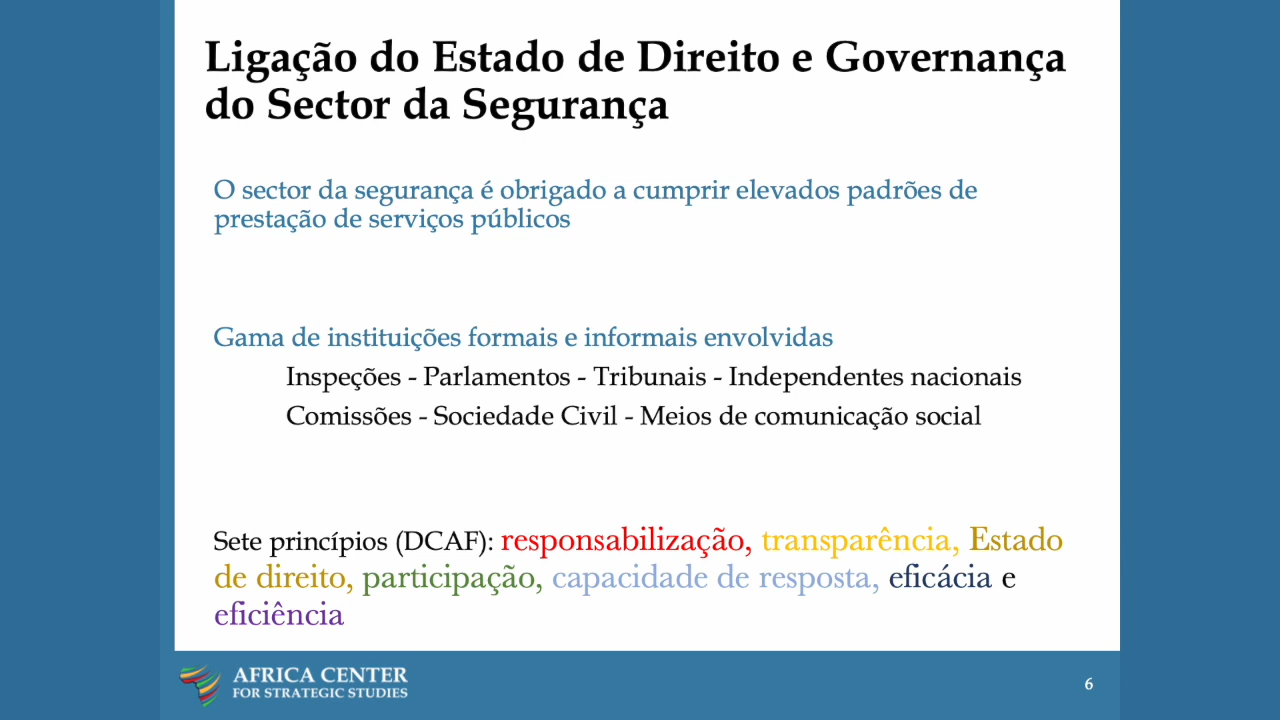 Ligação do Estado de Direito e Governança
do Sector da Segurança
O sector da segurança é obrigado a cumprir elevados padrões de
prestação de serviços públicos
Gama de instituições formais e informais envolvidas
Inspeções - Parlamentos - Tribunais - Independentes nacionais
Comissões - Sociedade Civil - Meios de comunicação social
Sete princípios (DCAF): responsabilização, transparência, Estado
de direito, participação, capacidade de resposta, eficácia e
eficiência
AFRICA CENTER
FOR STRATEGIC STUDIES
6